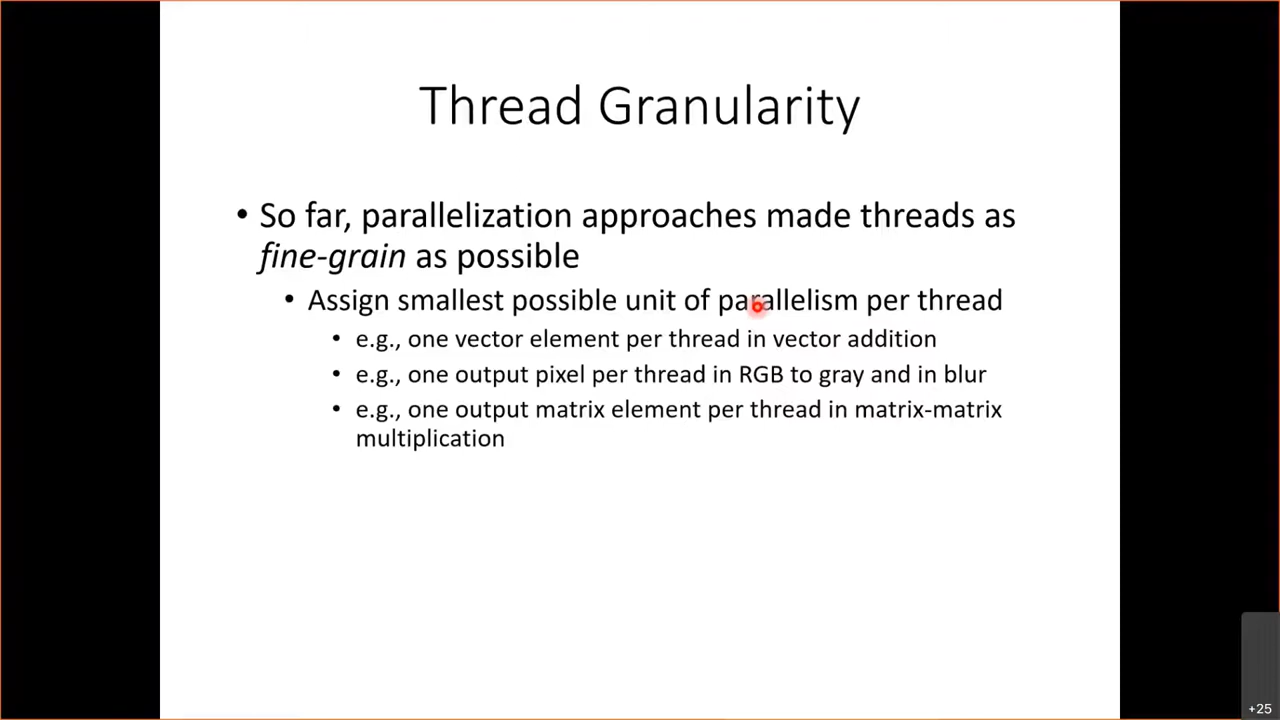 Thread Granularity
• So far, parallelization approaches made threads as
fine-grain as possible
• Assign smallest possible unit of parallelism per thread
• e.g., one vector element per thread in vector addition
• e.g., one output pixel per thread in RGB to gray and in blur
• e.g., one output matrix element per thread in matrix-matrix
multiplication
+25